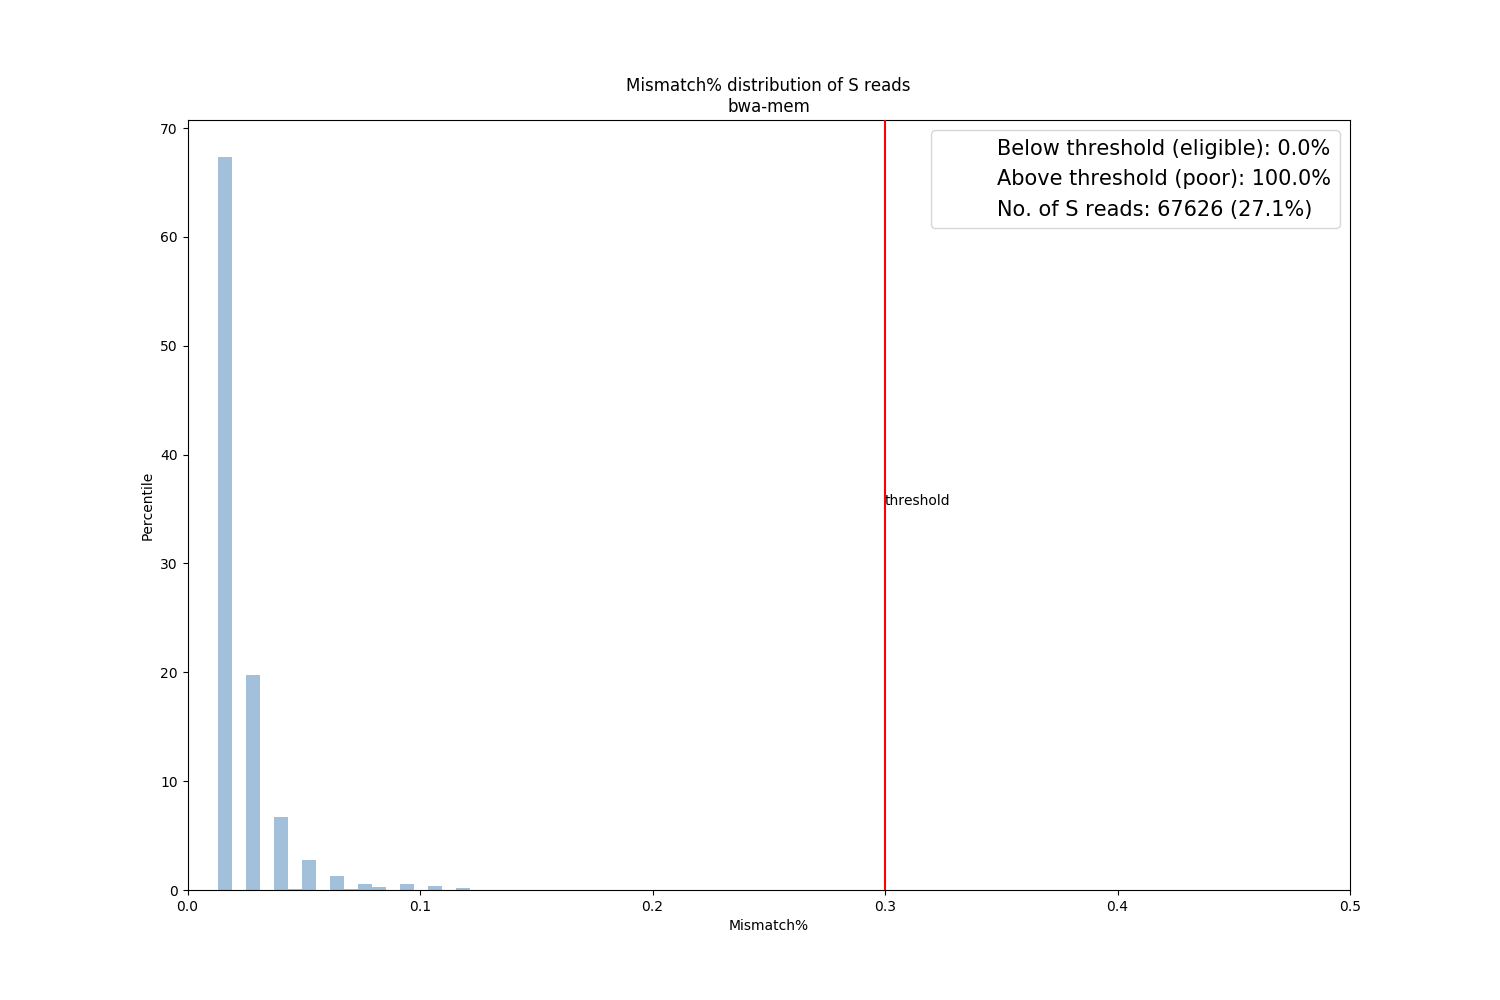 Mismatch% distribution of S reads
bwa-mem
70
60
50
40
30
20
10
0
Percentile
Below threshold (eligible): 0.0%
Above threshold (poor): 100.0%
No. of S reads: 67626 (27.1%)
threshold
0.0 0.1 0.2 0.3 0.4 0.5
Mismatch%